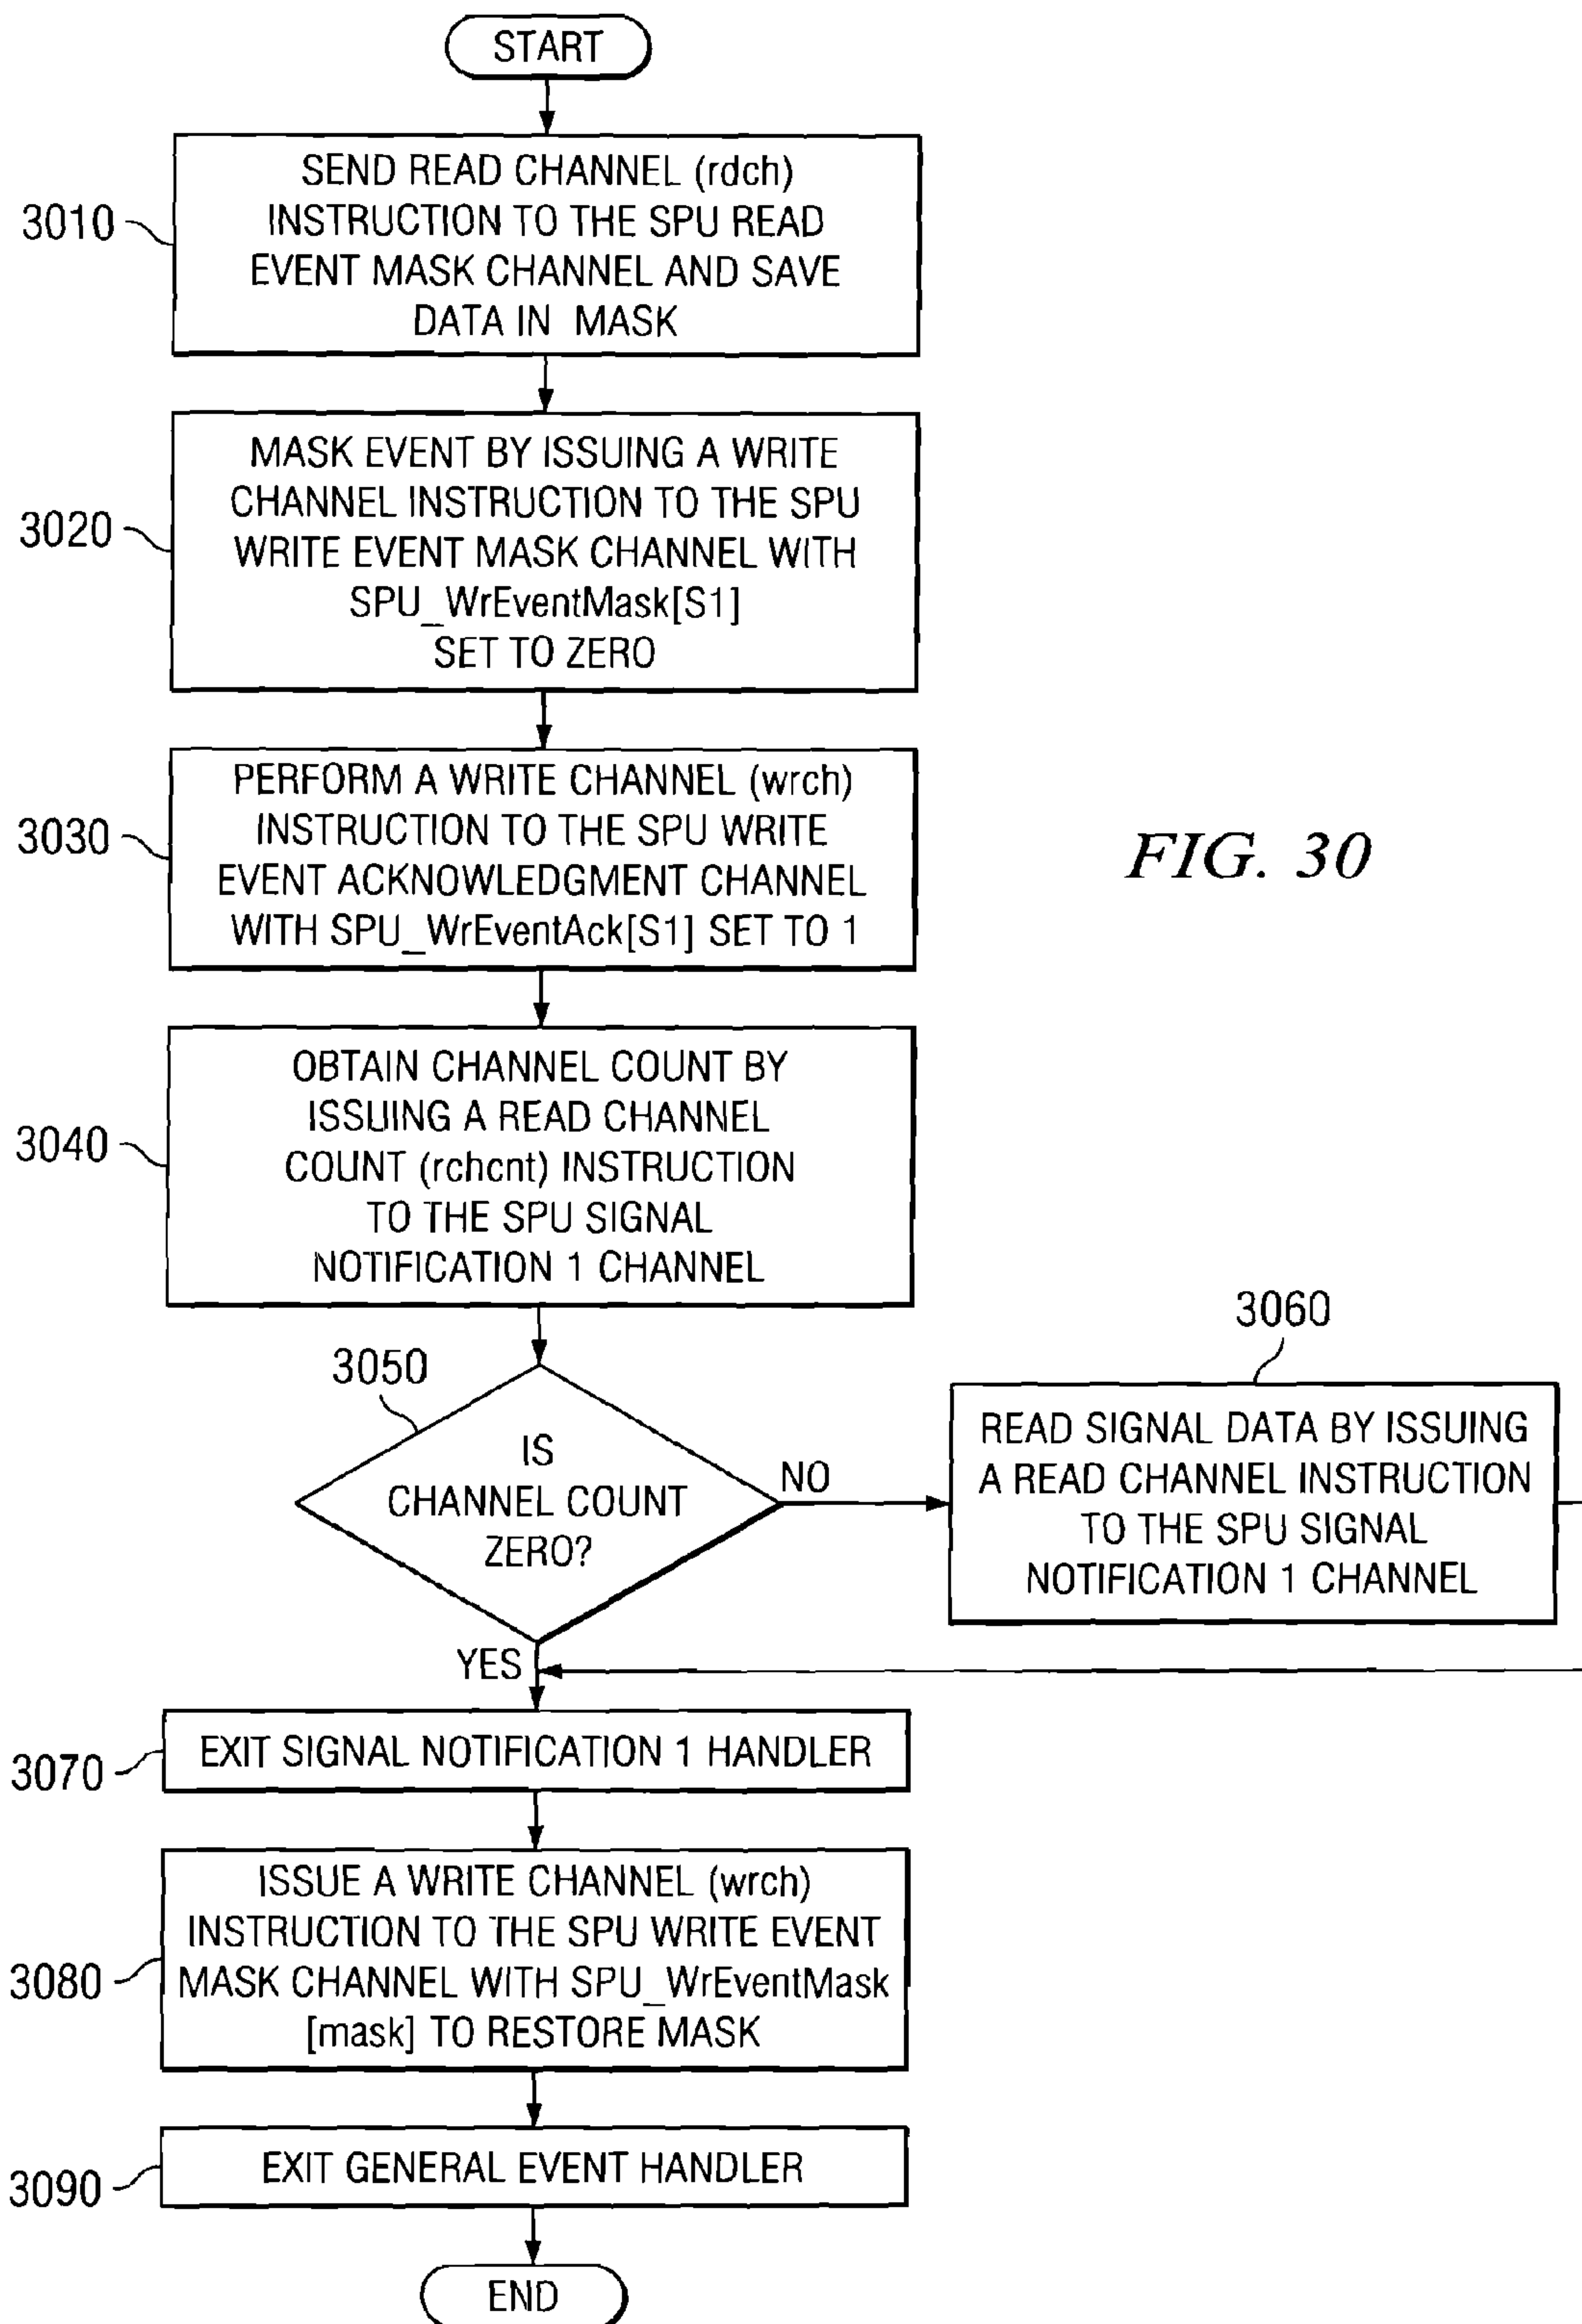 START
SEND READ CHANNEL (rdch)
INSTRUCTION TO THE SPU READ
EVENT MASK CHANNEL AND SAVE
DATA IN MASK
3010
MASK EVENT BY ISSUING A WRITE
CHANNEL INSTRUCTION TO THE SPU
WRITE EVENT MASK CHANNEL WITH
SPU_WrEventMask[S1]
SET TO ZERO
3020
PERFORM A WRITE CHANNEL (wrch)
INSTRUCTION TO THE SPU WRITE
EVENT ACKNOWLEDGMENT CHANNEL
WITH SPU_WrEventAck[S1] SET TO 1
3030
FIG. 30
OBTAIN CHANNEL COUNT BY
ISSUING A READ CHANNEL
COUNT (rchcnt) INSTRUCTION
TO THE SPU SIGNAL
NOTIFICATION 1 CHANNEL
3040
3050
IS
CHANNEL COUNT
ZERO?
NO
3060
READ SIGNAL DATA BY ISSUING
A READ CHANNEL INSTRUCTION
TO THE SPU SIGNAL
NOTIFICATION 1 CHANNEL
YES
EXIT SIGNAL NOTIFICATION 1 HANDLER
3070
ISSUE A WRITE CHANNEL (wrch)
INSTRUCTION TO THE SPU WRITE EVENT
MASK CHANNEL WITH SPU_WrEventMask
[mask] TO RESTORE MASK
3080
EXIT GENERAL EVENT HANDLER
3090
END